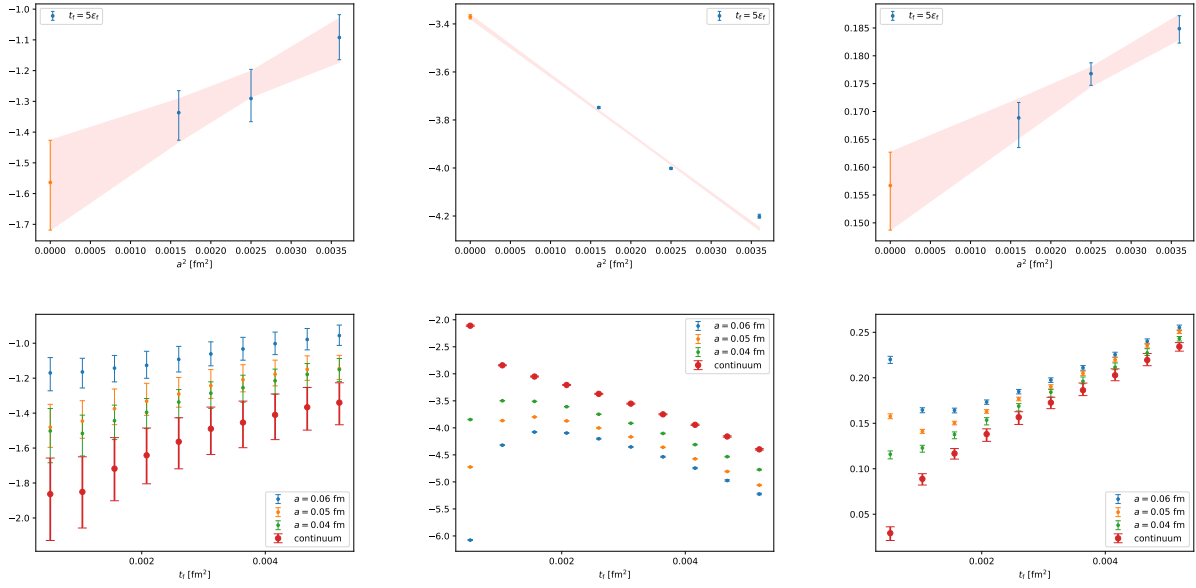 −1.0
−1.1
−1.2
−1.3
−1.4
−1.5
−1.6
−1.7
0.0000 0.0005 0.0010 0.0015 0.0020 0.0025 0.0030 0.0035
a² [fm²]
t_f = 5ε_f
−3.4
−3.6
−3.8
−4.0
−4.2
0.0000 0.0005 0.0010 0.0015 0.0020 0.0025 0.0030 0.0035
a² [fm²]
t_f = 5ε_f
0.185
0.180
0.175
0.170
0.165
0.160
0.155
0.150
0.0000 0.0005 0.0010 0.0015 0.0020 0.0025 0.0030 0.0035
a² [fm²]
t_f = 5ε_f
−1.0
−1.2
−1.4
−1.6
−1.8
−2.0
0.002 0.004
t_f [fm²]
a = 0.06 fm
a = 0.05 fm
a = 0.04 fm
continuum
−2.0
−2.5
−3.0
−3.5
−4.0
−4.5
−5.0
−5.5
−6.0
0.002 0.004
t_f [fm²]
a = 0.06 fm
a = 0.05 fm
a = 0.04 fm
continuum
0.25
0.20
0.15
0.10
0.05
0.002 0.004
t_f [fm²]
a = 0.06 fm
a = 0.05 fm
a = 0.04 fm
continuum